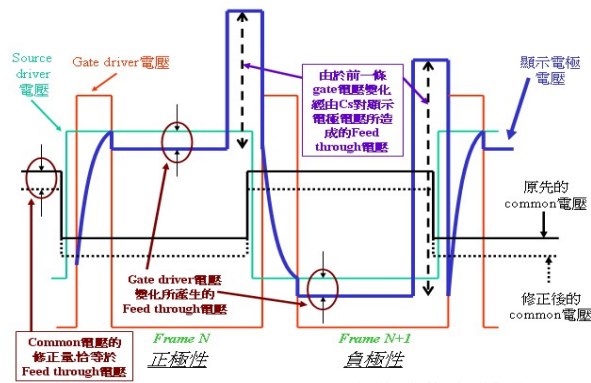 Source
driver
電壓
Gate driver電壓
由於前一條
gate電壓變化
經由Cs對顯示
電極電壓所造
成的Feed
through電壓
顯示電極
電壓
原先的
common電壓
Gate driver電壓
變化所產生的
Feed through電壓
修正後的
common電壓
Common電壓的
修正量,恰等於
Feed through電壓
Frame N
正極性
Frame N+1
負極性